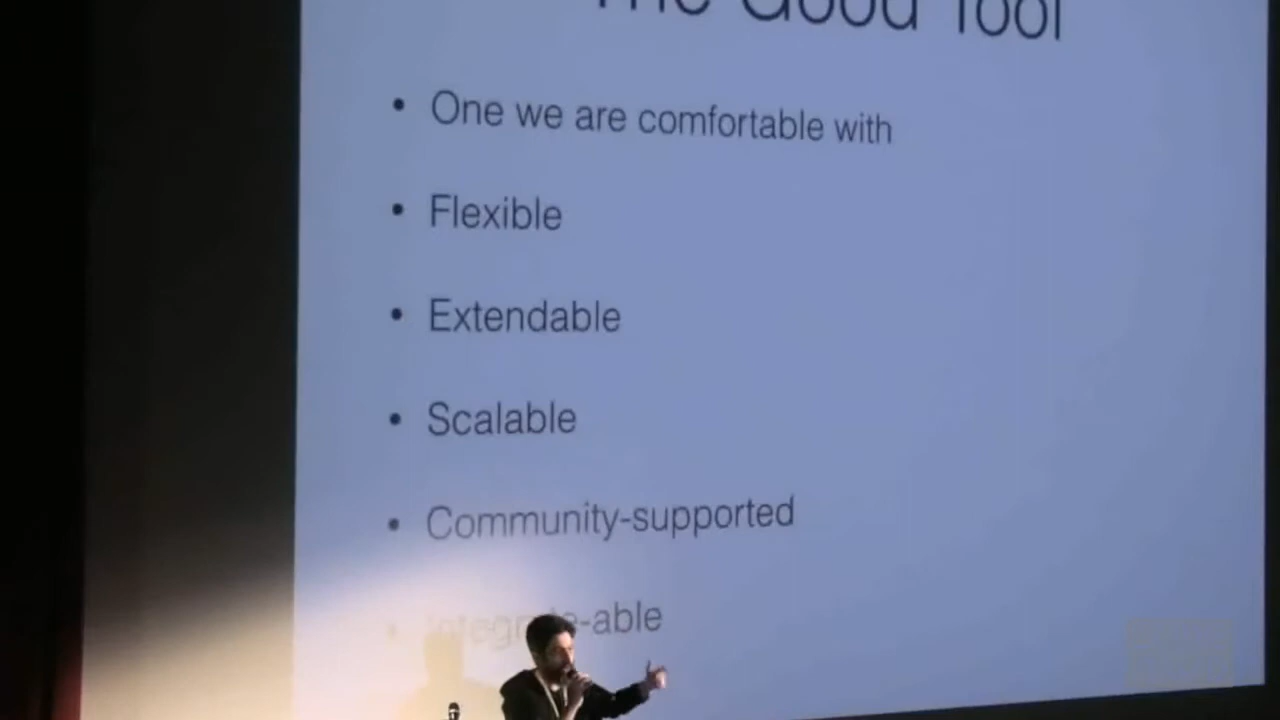 The Good Tool
• One we are comfortable with
• Flexible
• Extendable
• Scalable
• Community-supported
• Integrate-able